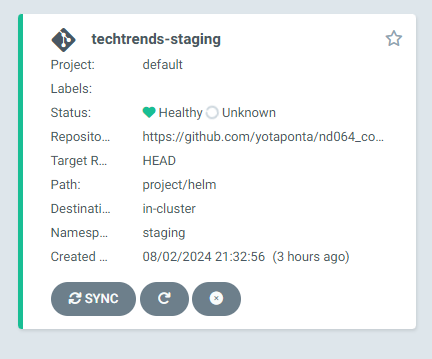 techtrends-staging
Project: default
Labels:
Status: Healthy Unknown
Reposito... https://github.com/yotaponta/nd064_co...
Target R... HEAD
Path: project/helm
Destinati... in-cluster
Namesp... staging
Created ... 08/02/2024 21:32:56 (3 hours ago)
SYNC